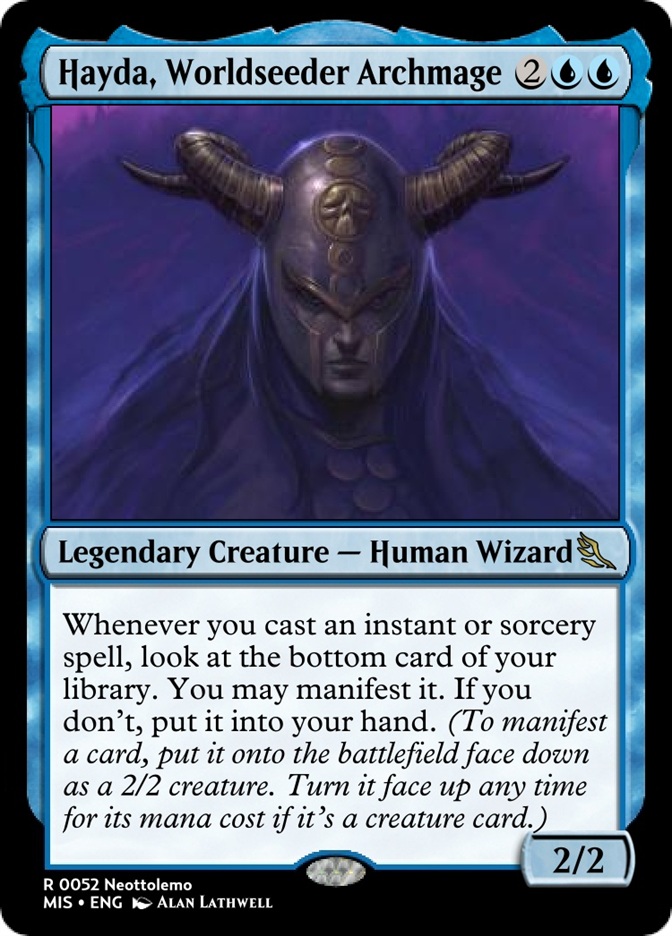 Hayda, Worldseeder Archmage 2
Legendary Creature — Human Wizard
Whenever you cast an instant or sorcery
spell, look at the bottom card of your
library. You may manifest it. If you
don't, put it into your hand. (To manifest
a card, put it onto the battlefield face down
as a 2/2 creature. Turn it face up any time
for its mana cost if it's a creature card.)
2/2
R 0052 Neottolemo
MIS • ENG Alan Lathwell